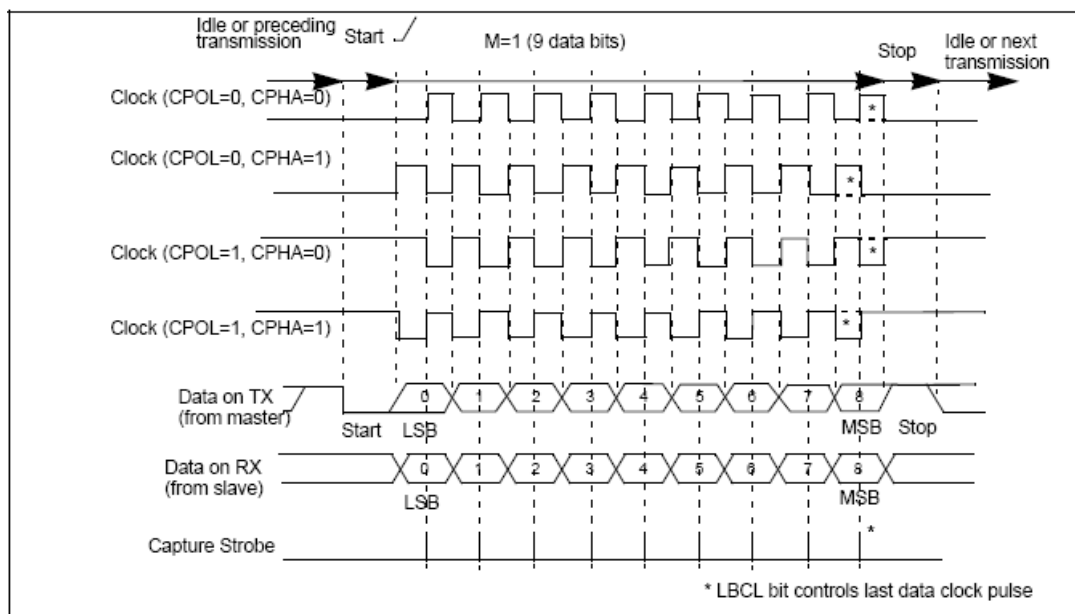 Idle or preceding
transmission
Start
M=1 (9 data bits)
Stop
Idle or next
transmission
Clock (CPOL=0, CPHA=0)
*
Clock (CPOL=0, CPHA=1)
*
Clock (CPOL=1, CPHA=0)
*
Clock (CPOL=1, CPHA=1)
*
Data on TX
(from master)
0 1 2 3 4 5 6 7 8
Start LSB MSB Stop
Data on RX
(from slave)
0 1 2 3 4 5 6 7 8
LSB MSB
*
Capture Strobe
* LBCL bit controls last data clock pulse